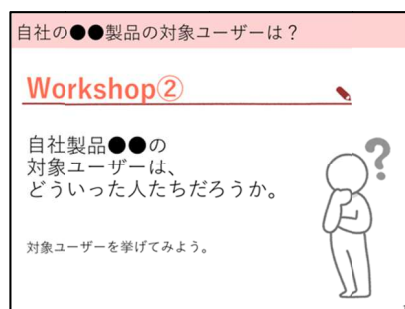 自社の●●製品の対象ユーザーは？
Workshop②
自社製品●●の
対象ユーザーは、
どういった人たちだろうか。
対象ユーザーを挙げてみよう。
?